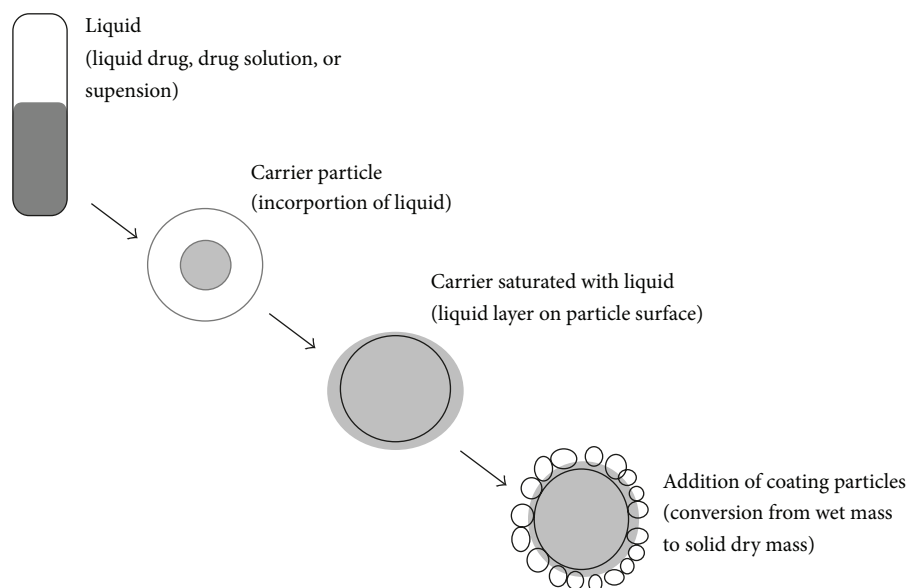 Liquid
(liquid drug, drug solution, or
supension)
Carrier particle
(incorportion of liquid)
Carrier saturated with liquid
(liquid layer on particle surface)
Addition of coating particles
(conversion from wet mass
to solid dry mass)